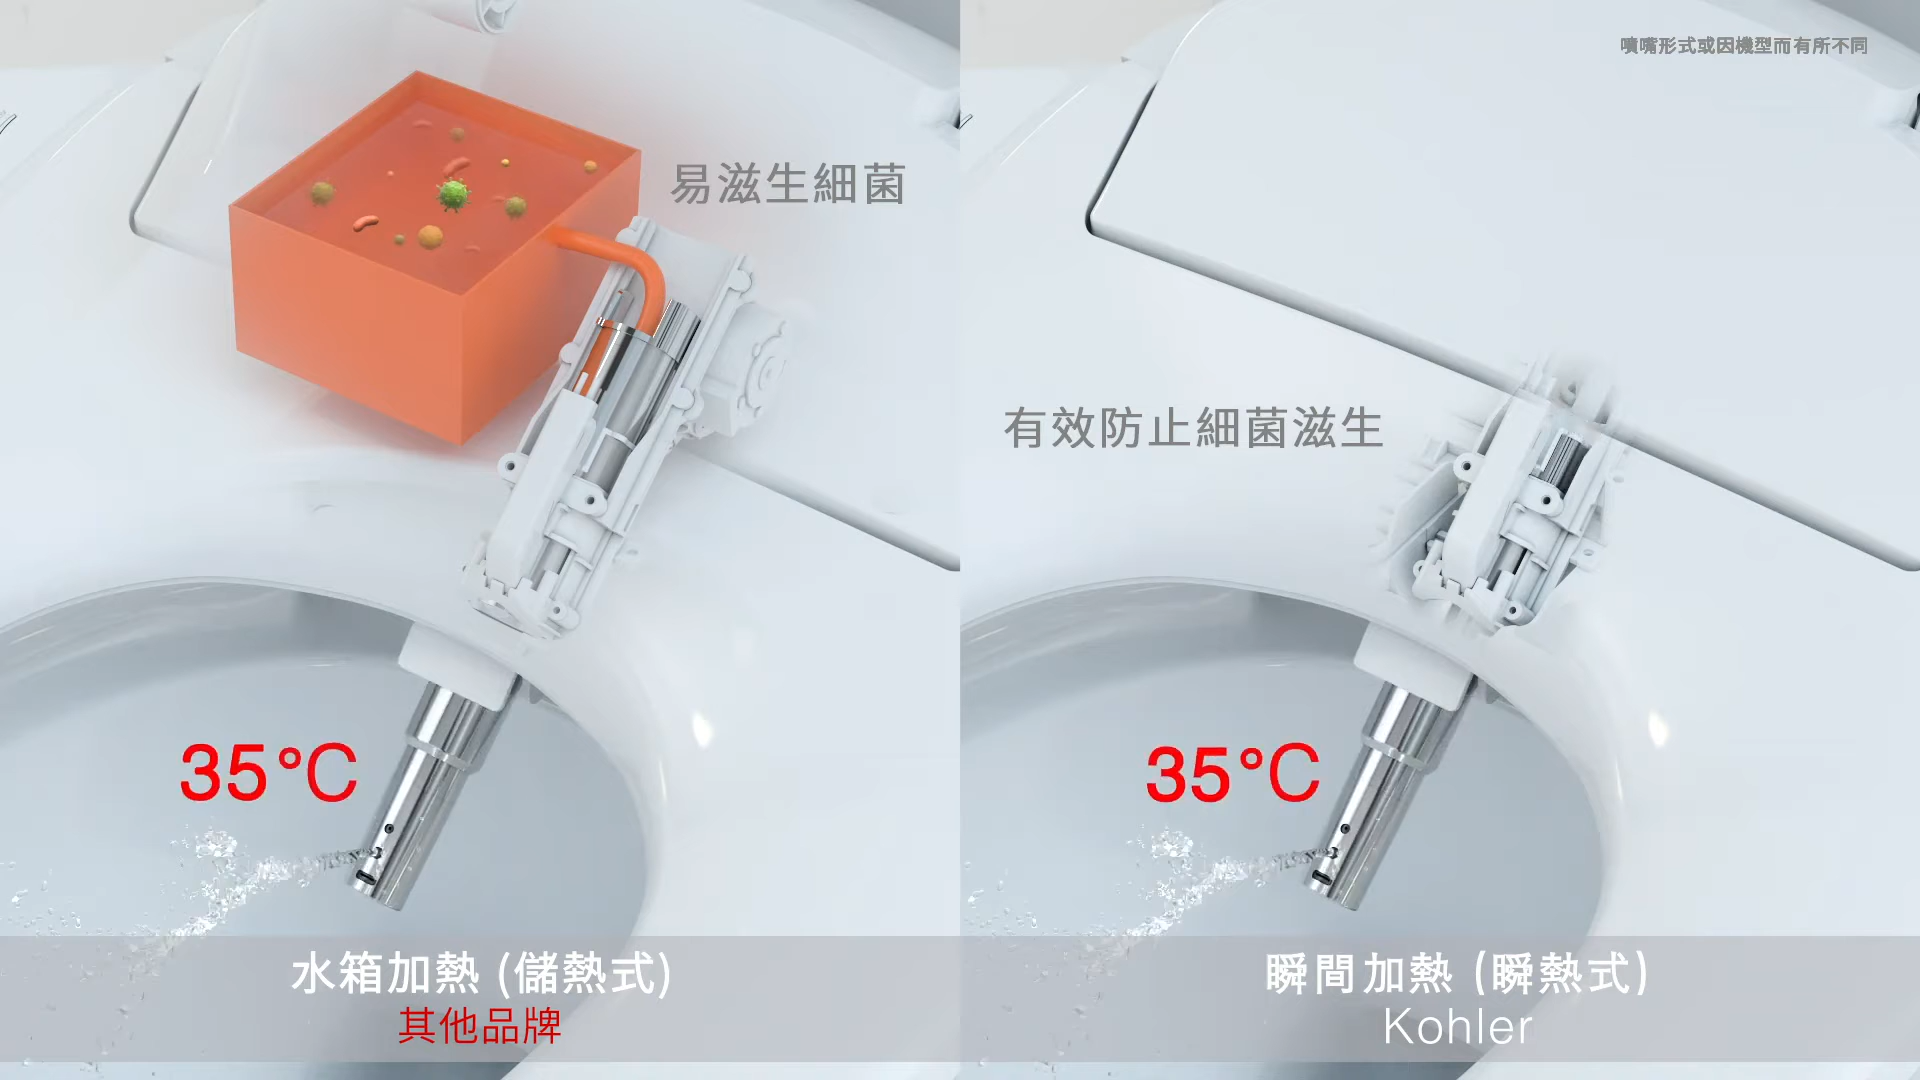 噴嘴形式或因機型而有所不同
易滋生細菌
有效防止細菌滋生
35°C
35°C
水箱加熱 (儲熱式)
其他品牌
瞬間加熱 (瞬熱式)
Kohler